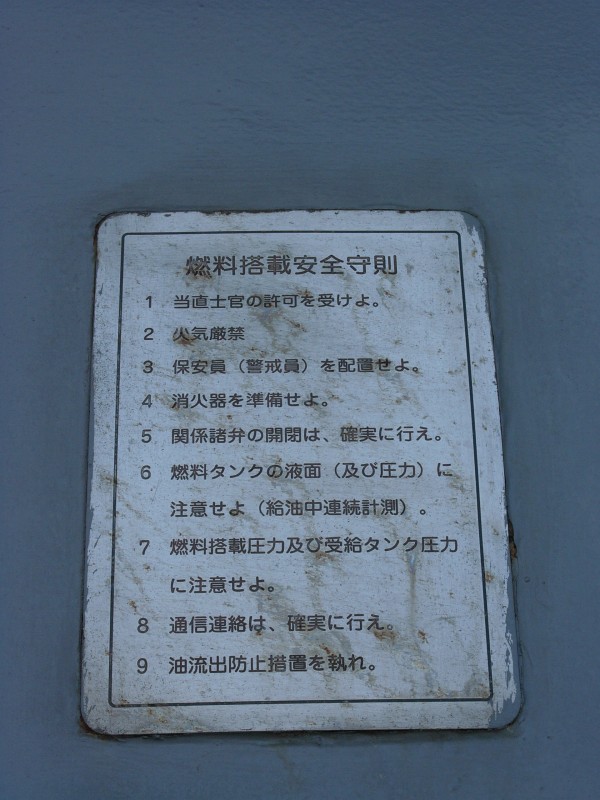 燃料搭載安全守則
1 当直士官の許可を受けよ。
2 火気厳禁
3 保安員（警戒員）を配置せよ。
4 消火器を準備せよ。
5 関係諸弁の開閉は、確実に行え。
6 燃料タンクの液面（及び圧力）に
注意せよ（給油中連続計測）。
7 燃料搭載圧力及び受給タンク圧力
に注意せよ。
8 通信連絡は、確実に行え。
9 油流出防止措置を執れ。